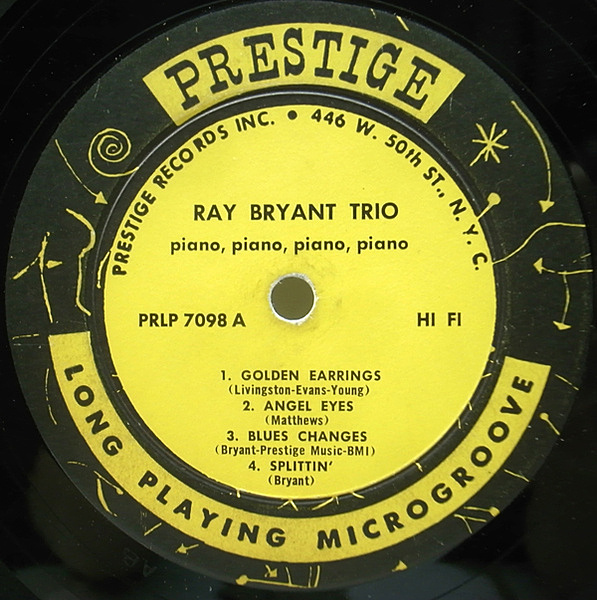 PRESTIGE
PRESTIGE RECORDS INC. • 446 W. 50th ST., N.Y.C.
RAY BRYANT TRIO
piano, piano, piano, piano
PRLP 7098 A
HI FI
1. GOLDEN EARRINGS
(Livingston-Evans-Young)
2. ANGEL EYES
(Matthews)
3. BLUES CHANGES
(Bryant-Prestige Music-BMI)
4. SPLITTIN'
(Bryant)
LONG PLAYING MICROGROOVE